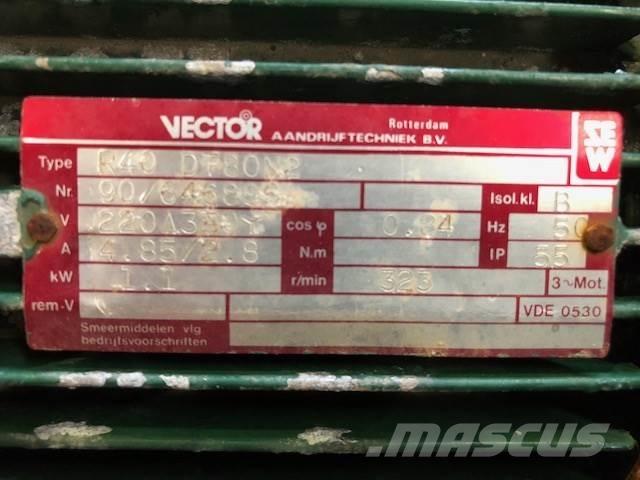 VECTOR © Rotterdam
AANDRIJFTECHNIEK B.V.
SEW
Type R40 DT80N2
Nr. Isol.kl. B
V cos φ 0.84 Hz 50
A 4.85/2.8 N.m IP 55
kW 1.1 r/min 323 3~Mot.
rem-V VDE 0530
Smeermiddelen vlg
bedrijfsvoorschriften
MASCUS